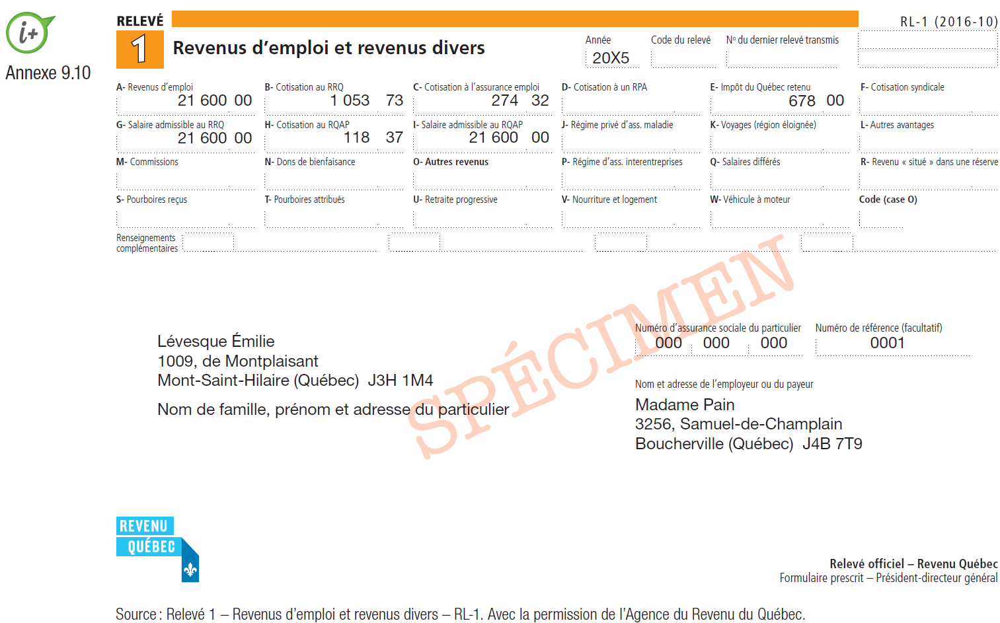 i+
Annexe 9.10
RELEVÉ
1
Revenus d'emploi et revenus divers
RL-1 (2016-10)
Année
Code du relevé
Nº du dernier relevé transmis
20X5
A- Revenus d'emploi
B- Cotisation au RRQ
C- Cotisation à l'assurance emploi
D- Cotisation à un RPA
E- Impôt du Québec retenu
F- Cotisation syndicale
21 600 00
1 053 73
274 32
678 00
G- Salaire admissible au RRQ
H- Cotisation au RQAP
I- Salaire admissible au RQAP
J- Régime privé d'ass. maladie
K- Voyages (région éloignée)
L- Autres avantages
21 600 00
118 37
21 600 00
M- Commissions
N- Dons de bienfaisance
O- Autres revenus
P- Régime d'ass. interentreprises
Q- Salaires différés
R- Revenu « situé » dans une réserve
S- Pourboires reçus
T- Pourboires attribués
U- Retraite progressive
V- Nourriture et logement
W- Véhicule à moteur
Code (case O)
Renseignements
complémentaires
SPÉCIMEN
Lévesque Émilie
1009, de Montplaisant
Mont-Saint-Hilaire (Québec) J3H 1M4
Nom de famille, prénom et adresse du particulier
Numéro d'assurance sociale du particulier
Numéro de référence (facultatif)
000 000 000
0001
Nom et adresse de l'employeur ou du payeur
Madame Pain
3256, Samuel-de-Champlain
Boucherville (Québec) J4B 7T9
REVENU
QUÉBEC
Relevé officiel – Revenu Québec
Formulaire prescrit – Président-directeur général
Source : Relevé 1 – Revenus d'emploi et revenus divers – RL-1. Avec la permission de l'Agence du Revenu du Québec.